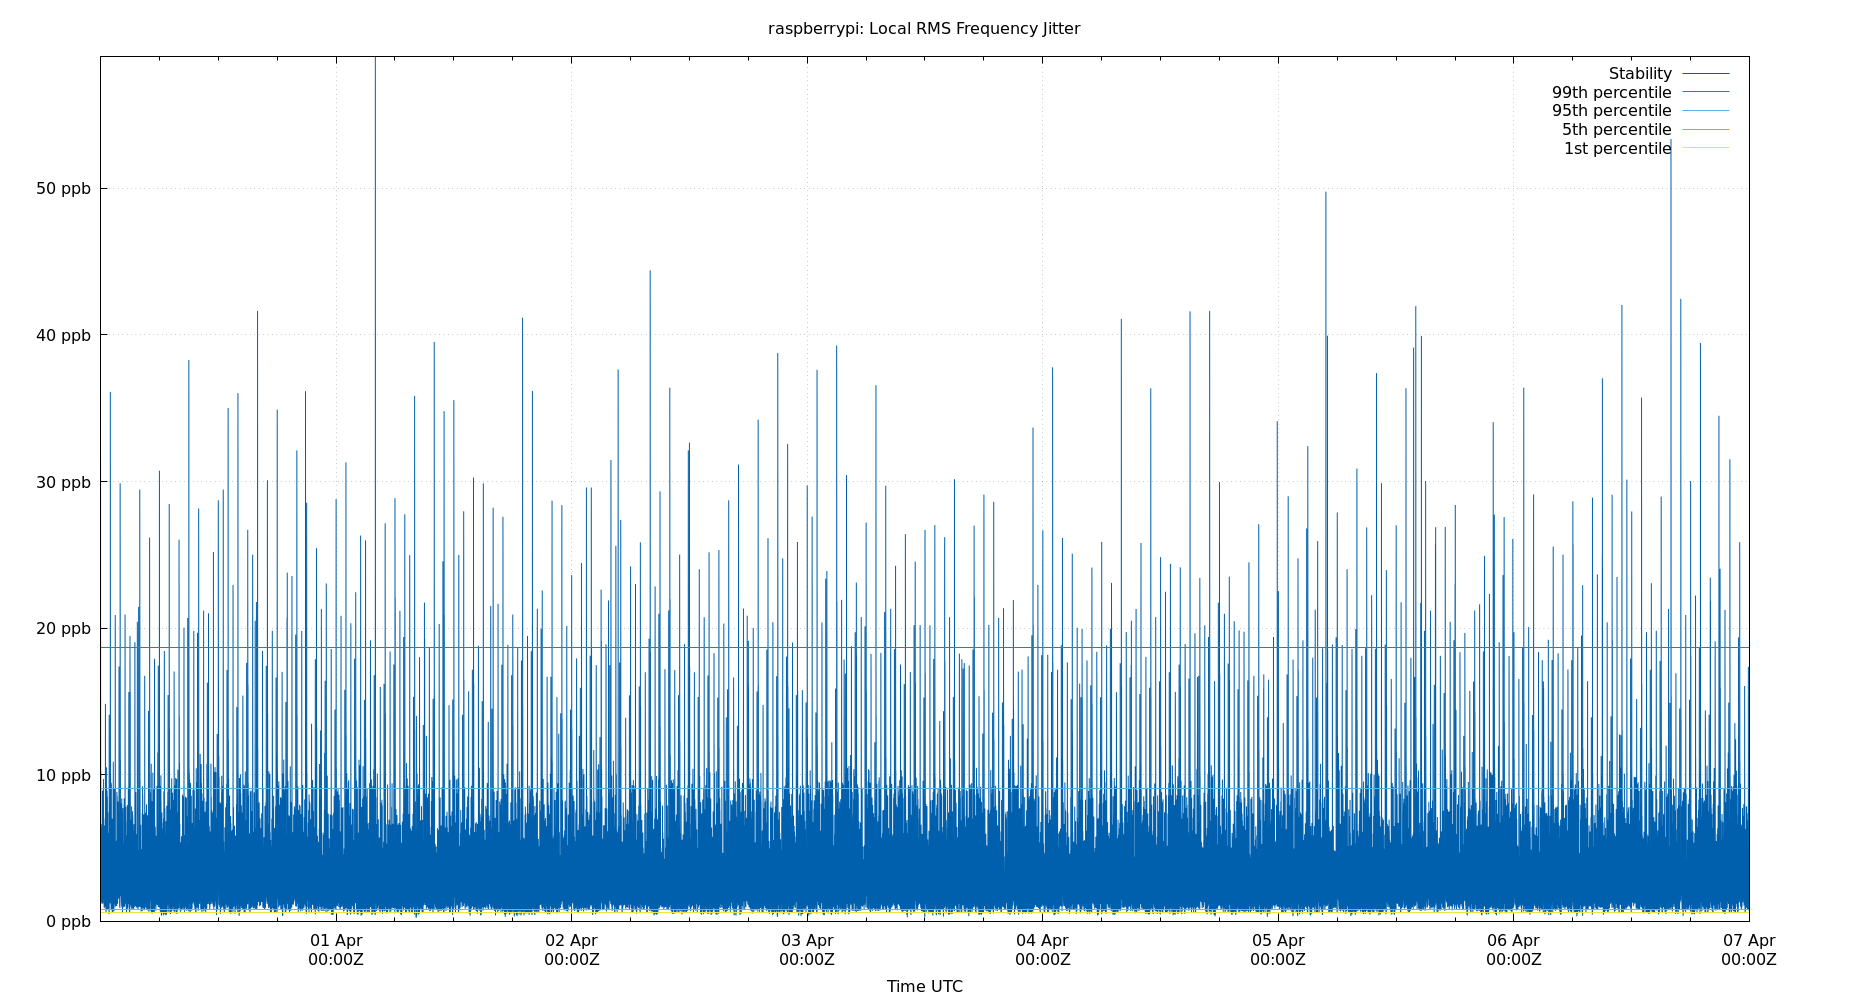 raspberrypi: Local RMS Frequency Jitter
Stability
99th percentile
95th percentile
5th percentile
1st percentile
50 ppb
40 ppb
30 ppb
20 ppb
10 ppb
0 ppb
01 Apr
00:00Z
02 Apr
00:00Z
03 Apr
00:00Z
04 Apr
00:00Z
05 Apr
00:00Z
06 Apr
00:00Z
07 Apr
00:00Z
Time UTC